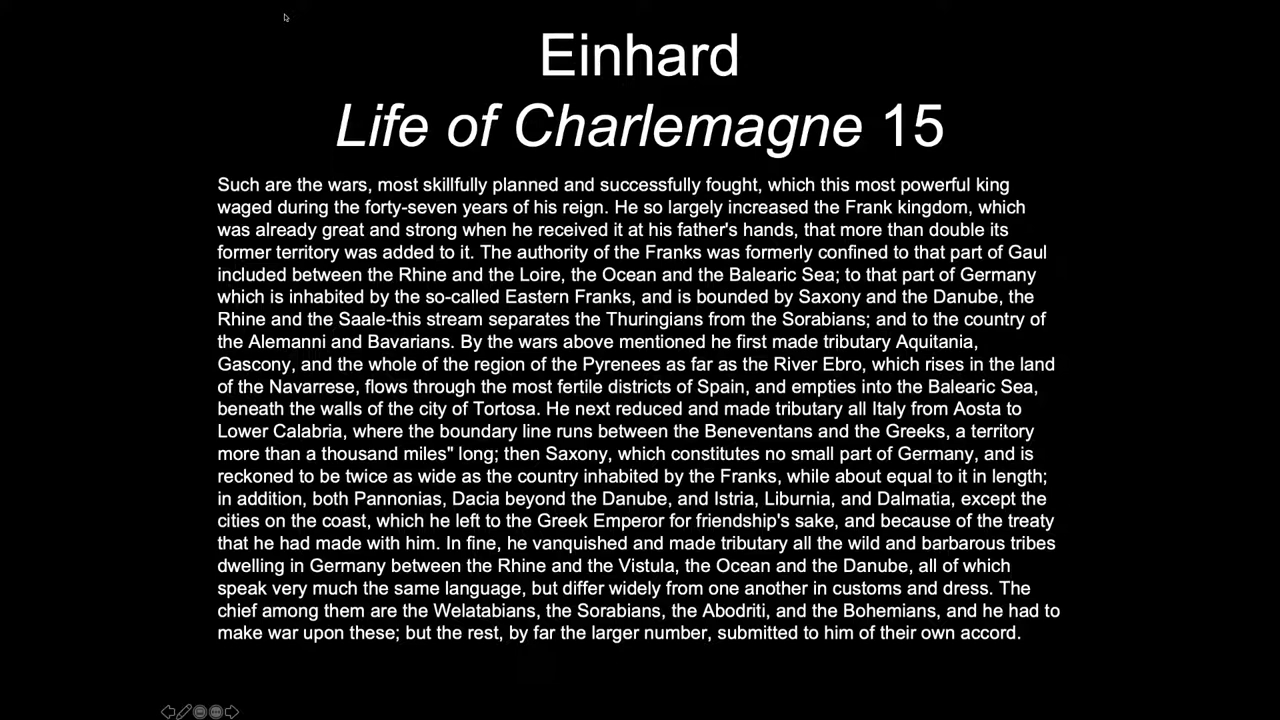 Einhard
Life of Charlemagne 15
Such are the wars, most skillfully planned and successfully fought, which this most powerful king
waged during the forty-seven years of his reign. He so largely increased the Frank kingdom, which
was already great and strong when he received it at his father's hands, that more than double its
former territory was added to it. The authority of the Franks was formerly confined to that part of Gaul
included between the Rhine and the Loire, the Ocean and the Balearic Sea; to that part of Germany
which is inhabited by the so-called Eastern Franks, and is bounded by Saxony and the Danube, the
Rhine and the Saale-this stream separates the Thuringians from the Sorabians; and to the country of
the Alemanni and Bavarians. By the wars above mentioned he first made tributary Aquitania,
Gascony, and the whole of the region of the Pyrenees as far as the River Ebro, which rises in the land
of the Navarrese, flows through the most fertile districts of Spain, and empties into the Balearic Sea,
beneath the walls of the city of Tortosa. He next reduced and made tributary all Italy from Aosta to
Lower Calabria, where the boundary line runs between the Beneventans and the Greeks, a territory
more than a thousand miles" long; then Saxony, which constitutes no small part of Germany, and is
reckoned to be twice as wide as the country inhabited by the Franks, while about equal to it in length;
in addition, both Pannonias, Dacia beyond the Danube, and Istria, Liburnia, and Dalmatia, except the
cities on the coast, which he left to the Greek Emperor for friendship's sake, and because of the treaty
that he had made with him. In fine, he vanquished and made tributary all the wild and barbarous tribes
dwelling in Germany between the Rhine and the Vistula, the Ocean and the Danube, all of which
speak very much the same language, but differ widely from one another in customs and dress. The
chief among them are the Welatabians, the Sorabians, the Abodriti, and the Bohemians, and he had to
make war upon these; but the rest, by far the larger number, submitted to him of their own accord.